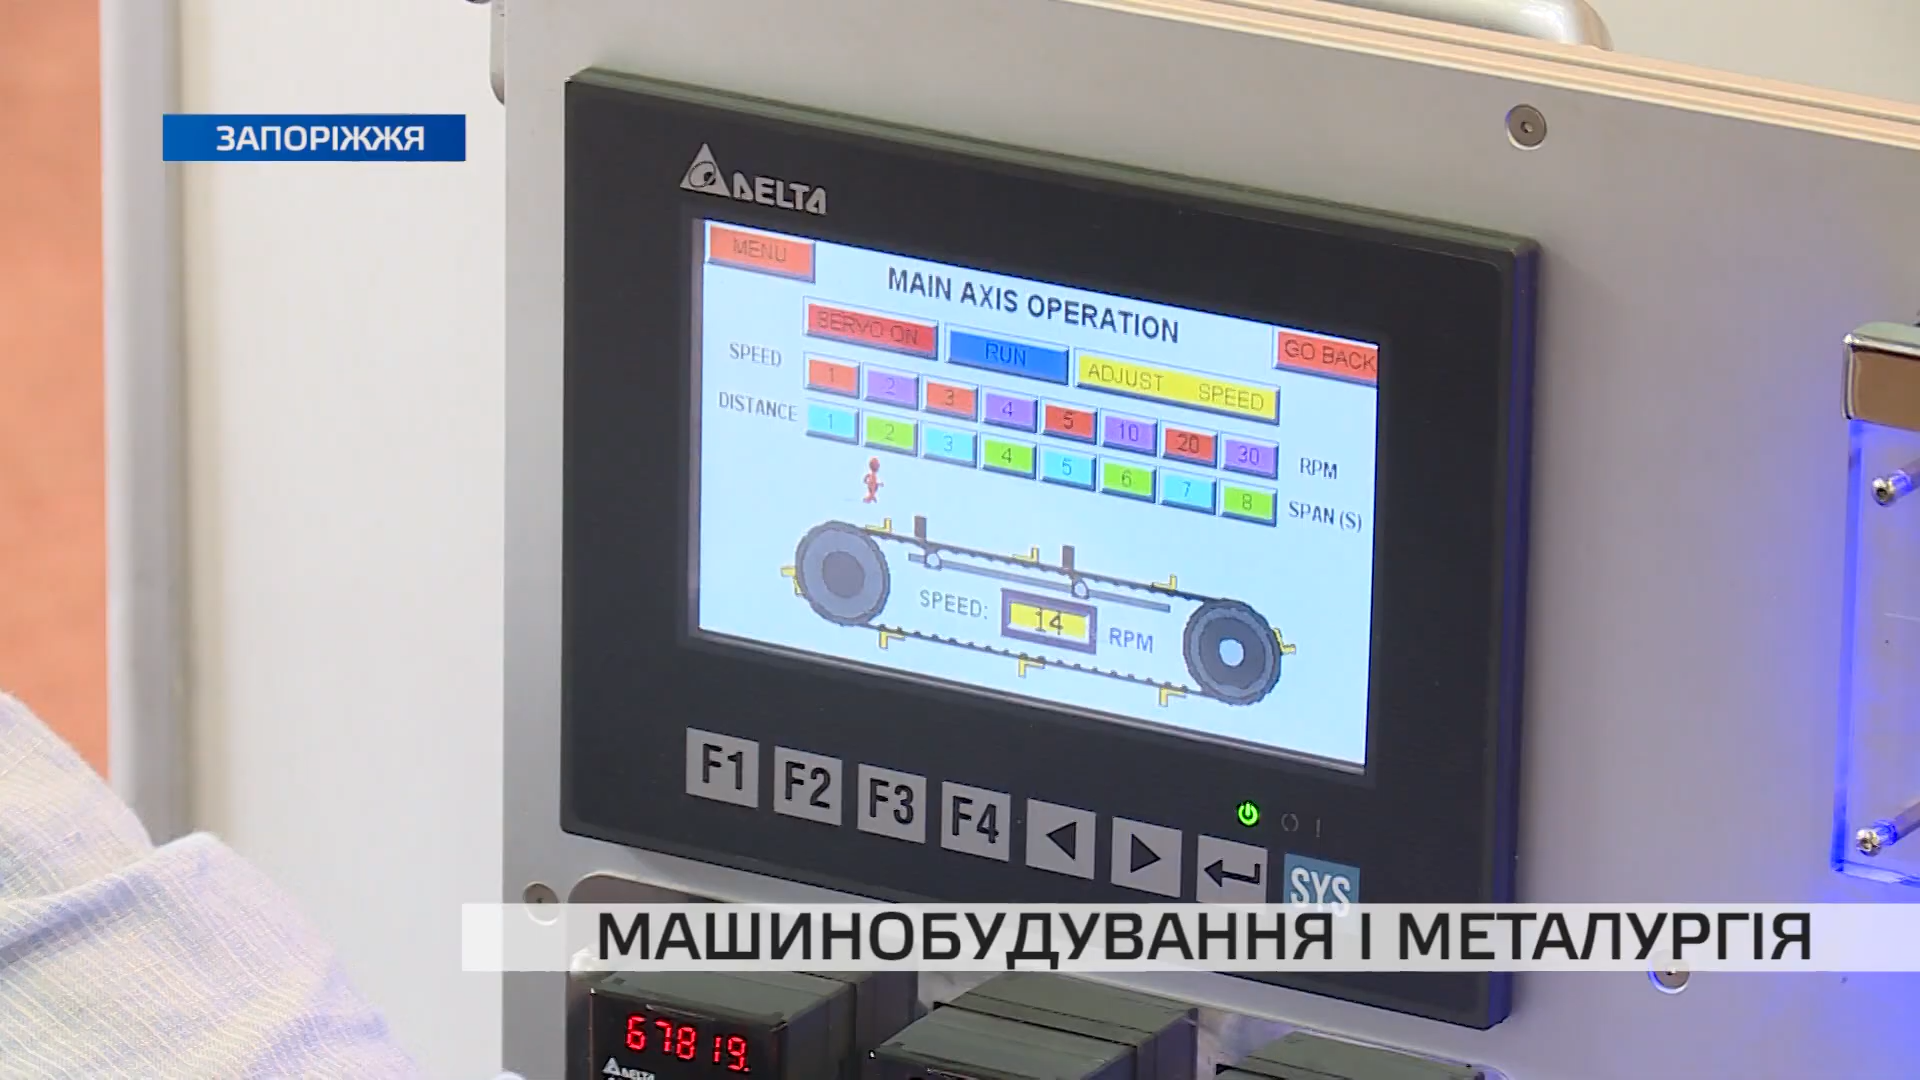 ЗАПОРІЖЖЯ
DELTA
MENU
MAIN AXIS OPERATION
SERVO ON
RUN
ADJUST SPEED
GO BACK
SPEED 1 2 3 4 5 10 20 30 RPM
DISTANCE 1 2 3 4 5 6 7 8 SPAN (S)
SPEED: 14 RPM
F1 F2 F3 F4
SYS
МАШИНОБУДУВАННЯ І МЕТАЛУРГІЯ
67819.
DELTA